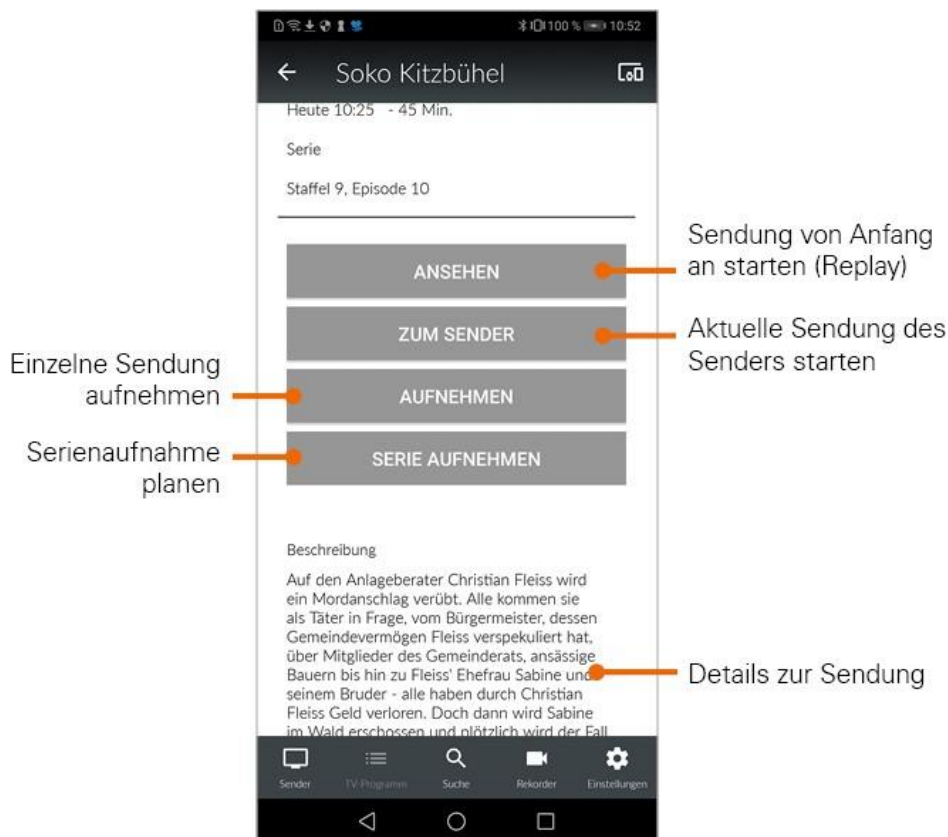 100 % 10:52
Soko Kitzbühel
Heute 10:25 - 45 Min.
Serie
Staffel 9, Episode 10
ANSEHEN
Sendung von Anfang
an starten (Replay)
ZUM SENDER
Aktuelle Sendung des
Senders starten
Einzelne Sendung
aufnehmen
AUFNEHMEN
Serienaufnahme
planen
SERIE AUFNEHMEN
Beschreibung
Auf den Anlageberater Christian Fleiss wird
ein Mordanschlag verübt. Alle kommen sie
als Täter in Frage, vom Bürgermeister, dessen
Gemeindevermögen Fleiss verspekuliert hat,
über Mitglieder des Gemeinderats, ansässige
Bauern bis hin zu Fleiss' Ehefrau Sabine und
seinem Bruder - alle haben durch Christian
Fleiss Geld verloren. Doch dann wird Sabine
im Wald erschossen und plötzlich wird der Fall
Details zur Sendung
Sender TV-Programm Suche Rekorder Einstellungen